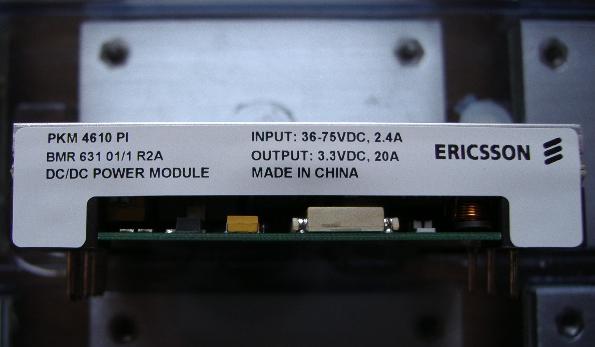 PKM 4610 PI
BMR 631 01/1 R2A
DC/DC POWER MODULE
INPUT: 36-75VDC, 2.4A
OUTPUT: 3.3VDC, 20A
MADE IN CHINA
ERICSSON